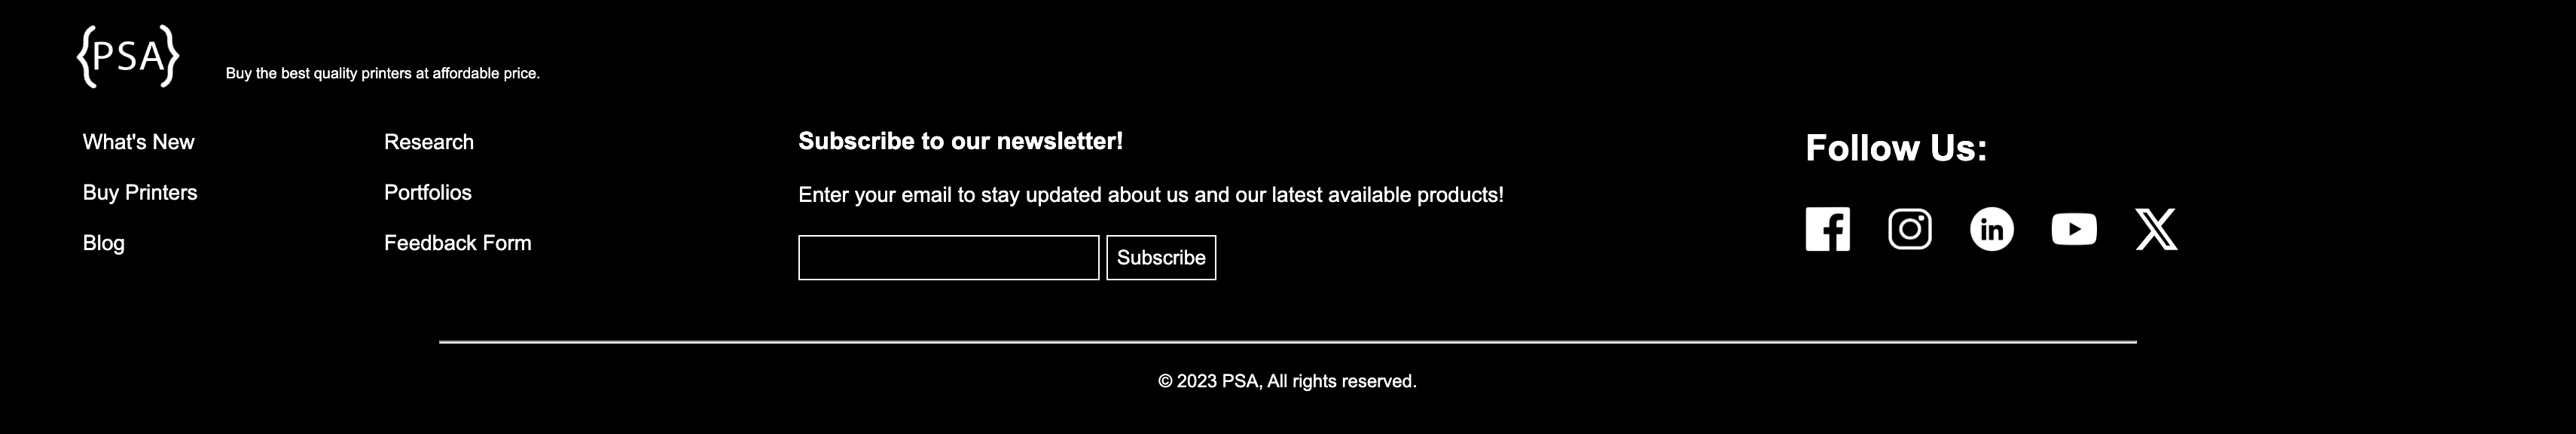 {PSA}
Buy the best quality printers at affordable price.
What's New
Buy Printers
Blog
Research
Portfolios
Feedback Form
Subscribe to our newsletter!
Enter your email to stay updated about us and our latest available products!
Subscribe
Follow Us:
© 2023 PSA, All rights reserved.